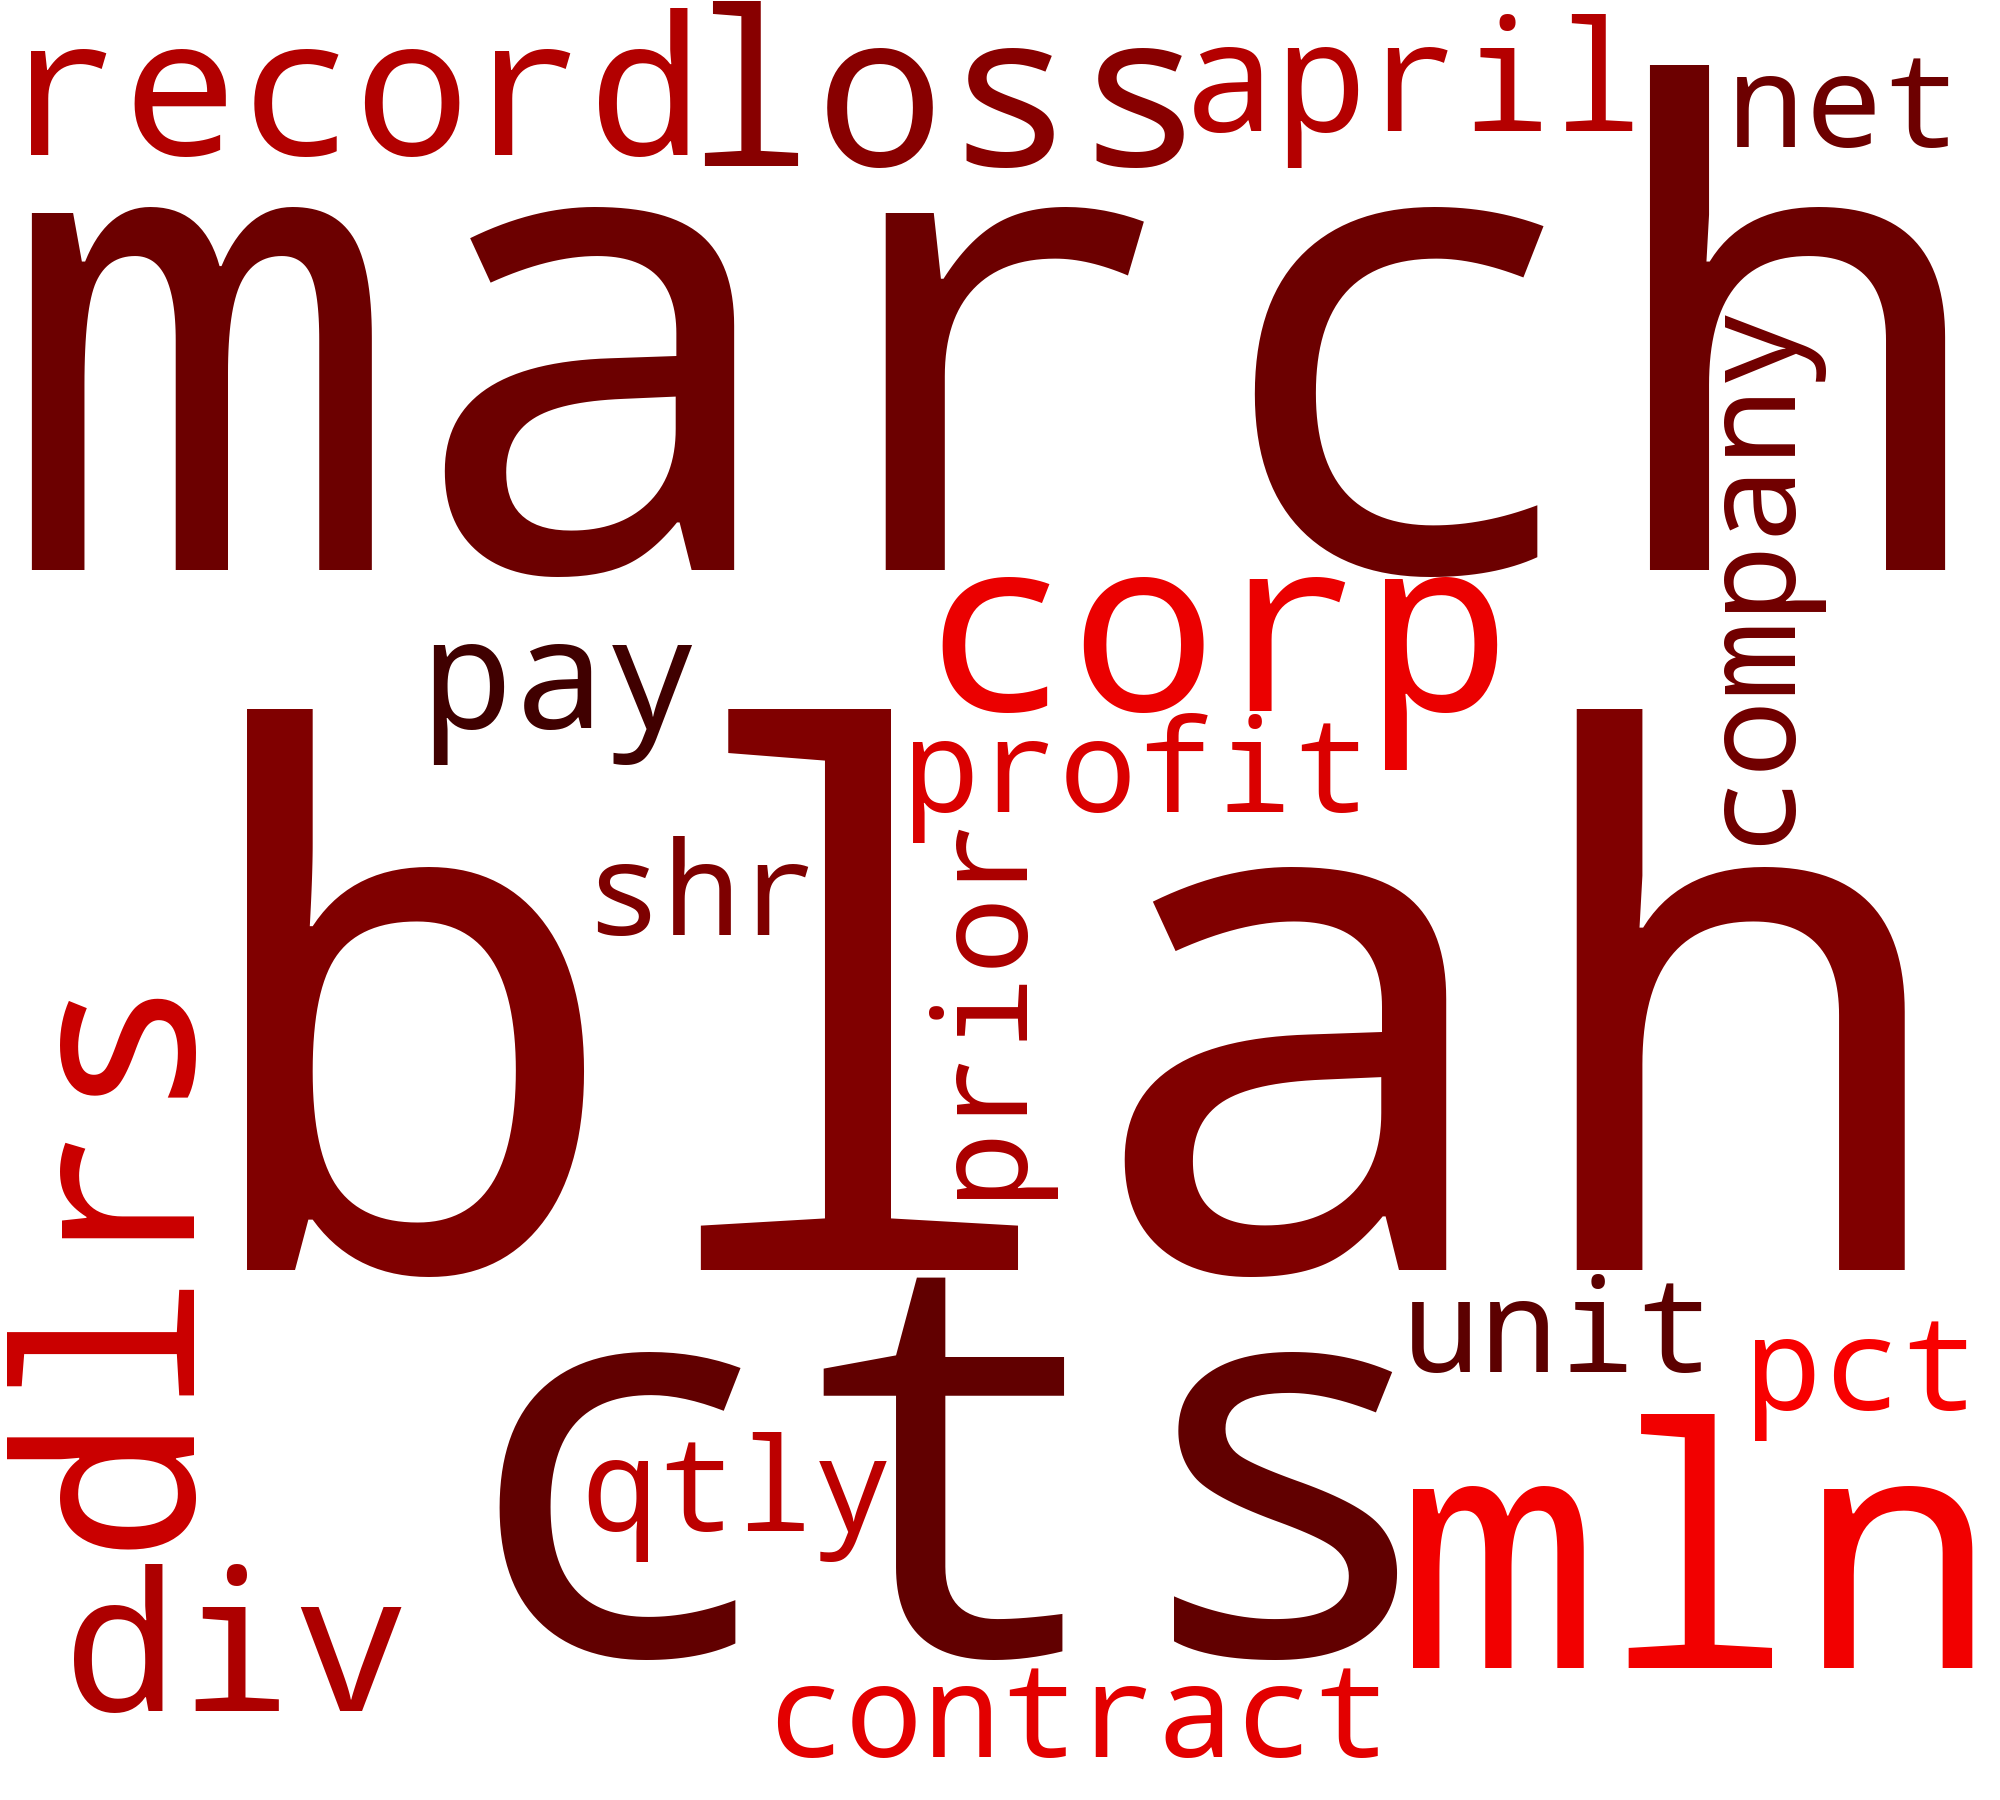 record loss april net
march
company
corp
pay
profit
blah
shr
prior
dlrs
cts
unit
pct
qtly
mln
div
contract